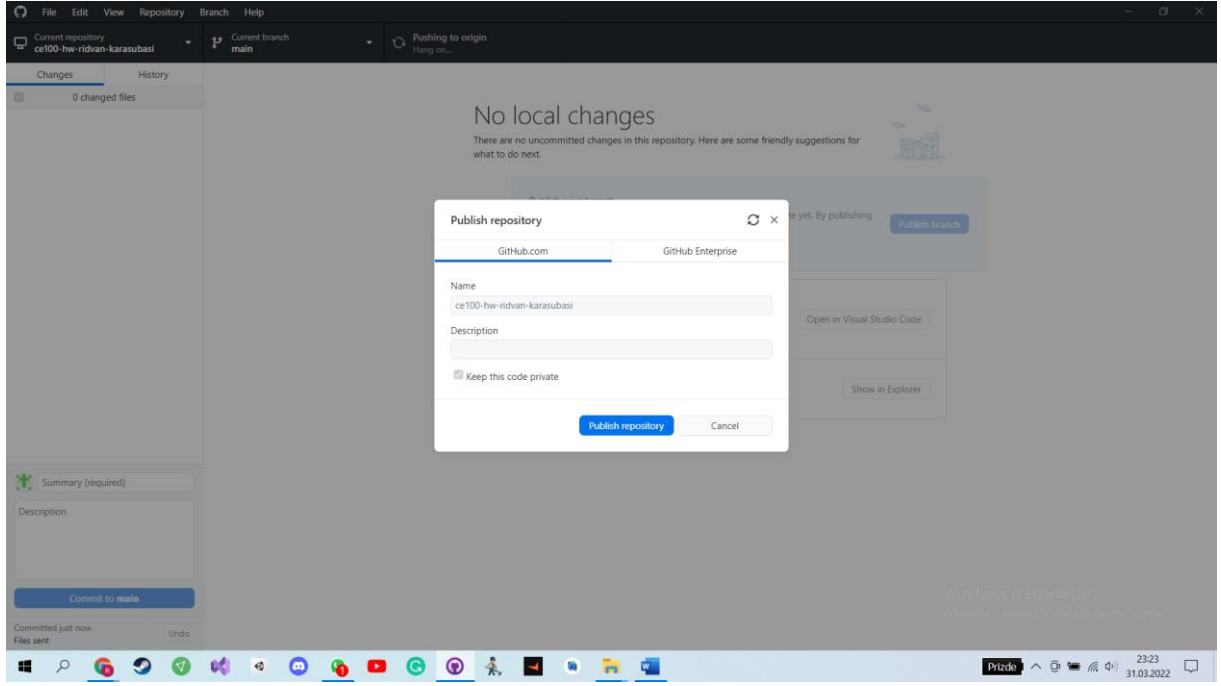 File Edit View Repository Branch Help
Current repository
ce100-hw-ridvan-karasubasi
Current branch
main
Pushing to origin
Hang on...
Changes History
0 changed files
No local changes
There are no uncommitted changes in this repository. Here are some friendly suggestions for
what to do next.
Publish repository
te yet. By publishing
Publish branch
GitHub.com GitHub Enterprise
Name
ce100-hw-ridvan-karasubasi
Open in Visual Studio Code
Description
Keep this code private
Show in Explorer
Publish repository Cancel
Summary (required)
Description
Commit to main
Committed just now
Files sent
Undo
Windows'u Etkinleştir
Prizde
23:23
31.03.2022